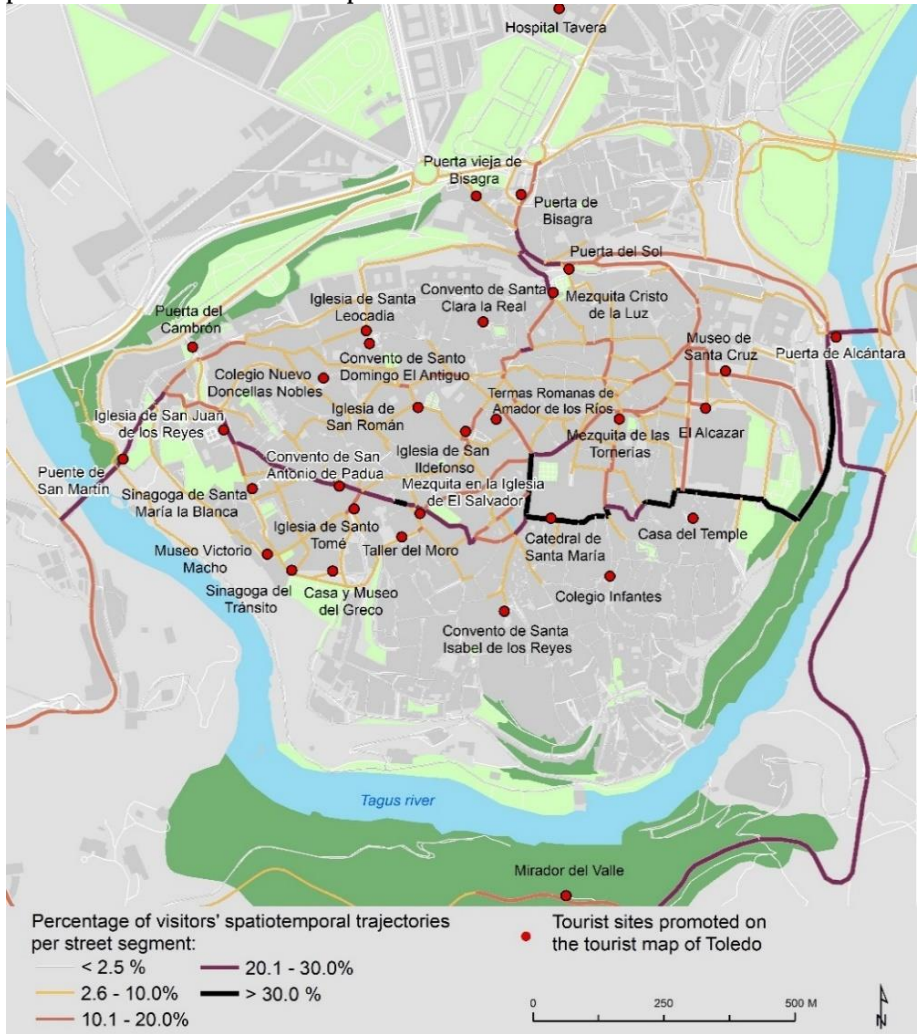 Hospital Tavera
Puerta vieja de
Bisagra
Puerta de
Bisagra
Puerta del Sol
Convento de Santa
Clara la Real
Mezquita Cristo
de la Luz
Iglesia de Santa
Leocadia
Puerta del
Cambrón
Convento de Santo
Domingo El Antiguo
Museo de
Santa Cruz
Puerta de Alcántara
Colegio Nuevo
Doncellas Nobles
Termas Romanas de
Amador de los Ríos
Iglesia de
San Román
Iglesia de San Juan
de los Reyes
El Alcazar
Mezquita de las
Tornerías
Iglesia de San
Ildefonso
Convento de San
Antonio de Padua
Puente de
San Martín
Mezquita en la Iglesia
de El Salvador
Sinagoga de Santa
María la Blanca
Iglesia de Santo
Tomé
Taller del Moro
Catedral de
Santa María
Casa del Temple
Museo Victorio
Macho
Sinagoga del
Tránsito
Casa y Museo
del Greco
Colegio Infantes
Convento de Santa
Isabel de los Reyes
Tagus river
Mirador del Valle
Percentage of visitors' spatiotemporal trajectories
per street segment:
< 2.5 %
2.6 - 10.0%
10.1 - 20.0%
20.1 - 30.0%
> 30.0 %
Tourist sites promoted on
the tourist map of Toledo
0 250 500 M
N